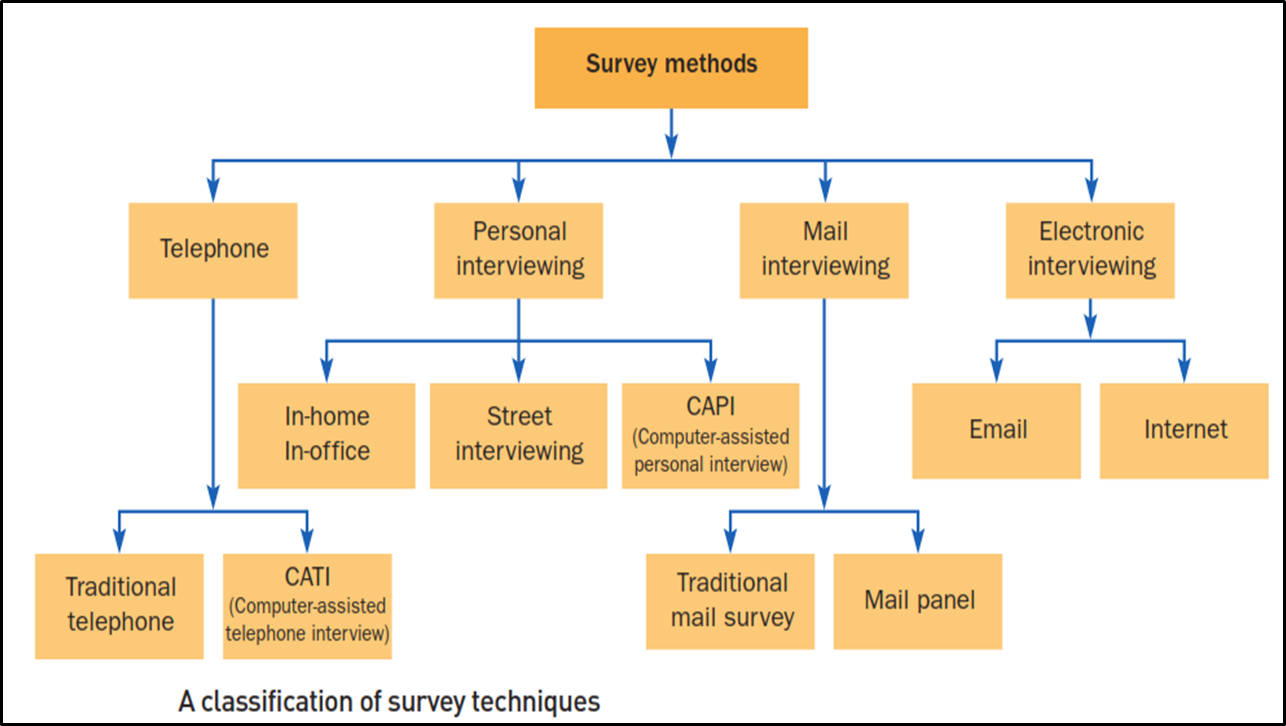 Survey methods
Telephone
Personal
interviewing
Mail
interviewing
Electronic
interviewing
In-home
In-office
Street
interviewing
CAPI
(Computer-assisted
personal interview)
Email
Internet
Traditional
telephone
CATI
(Computer-assisted
telephone interview)
Traditional
mail survey
Mail panel
A classification of survey techniques